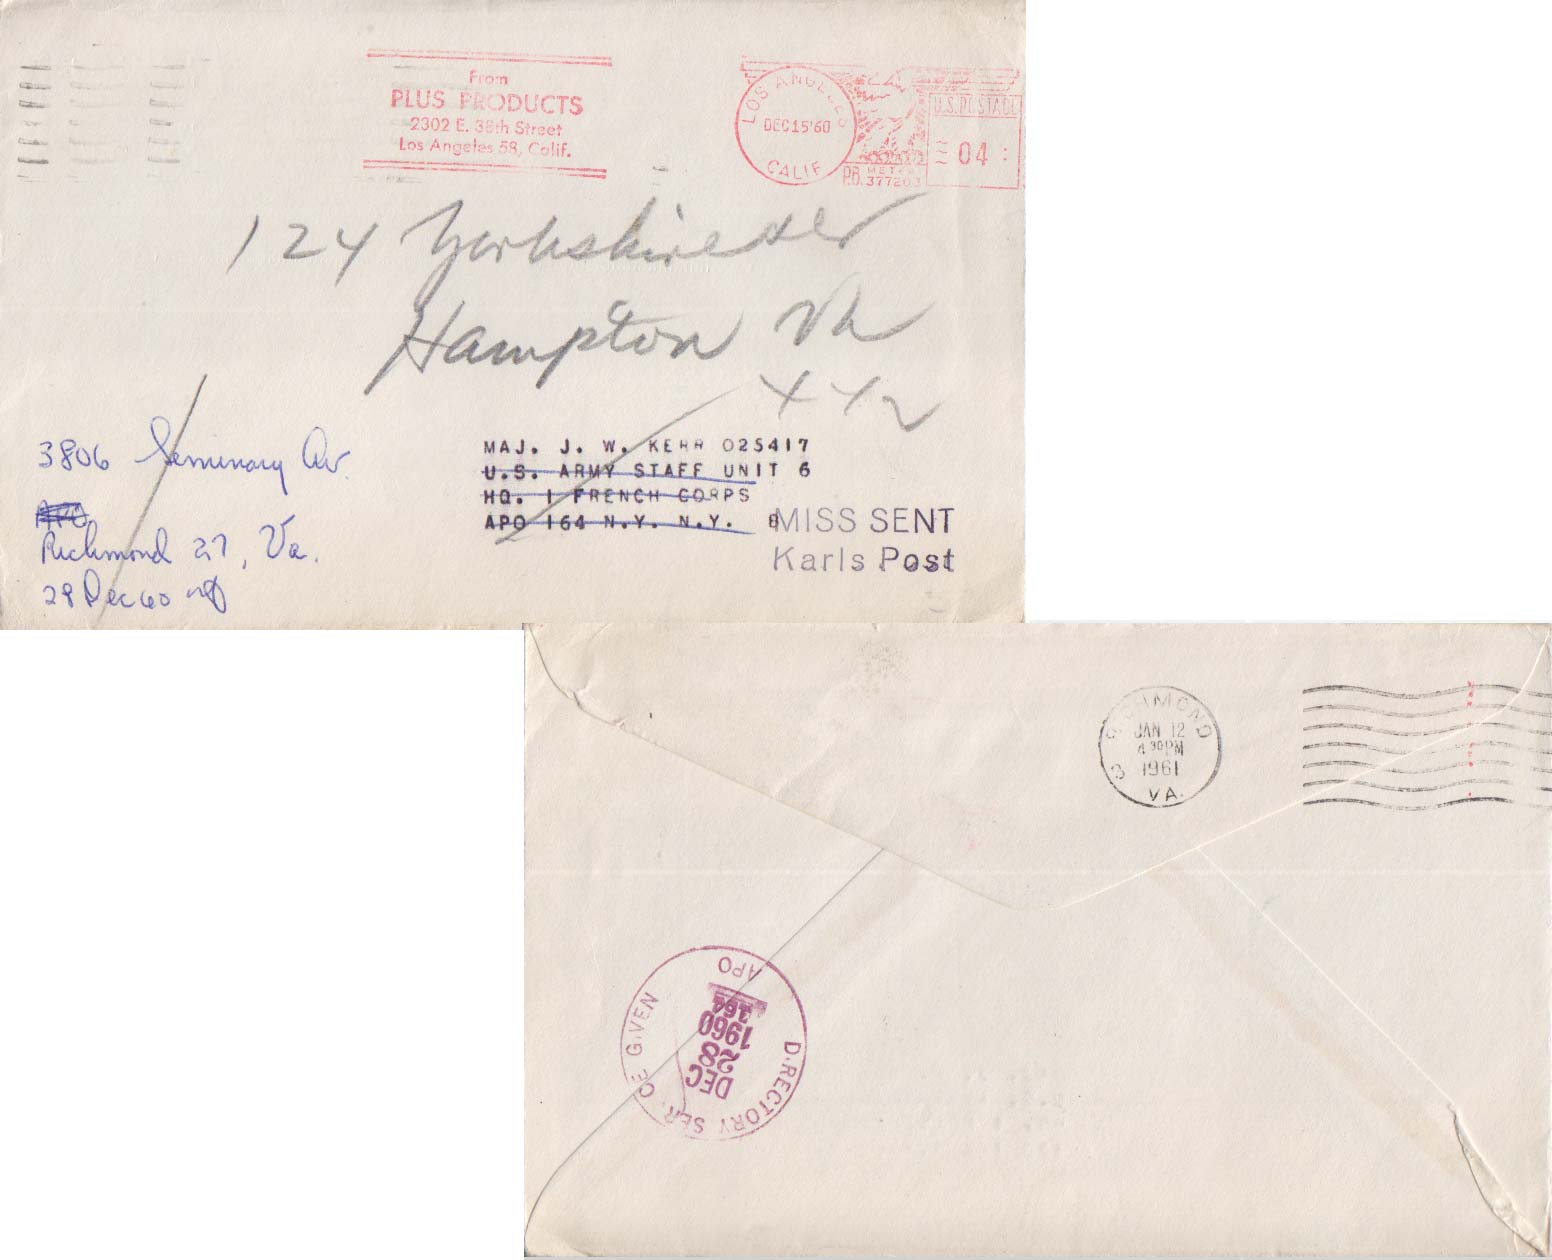 From
PLUS PRODUCTS
2302 E. 38th Street
Los Angeles 58, Calif.
LOS ANGELES
DEC 15 '60
CALIF
U.S. POSTAGE
04
P.B. METER
377203
124 Yorkshire
Hampton Va
3806 Seminary Av
APO
Richmond 27, Va.
28 Dec 60
MAJ. J. W. KERR 025417
U.S. ARMY STAFF UNIT 6
HQ. I FRENCH CORPS
APO 164 N.Y. N.Y.
MISS SENT
Karls Post
RICHMOND
JAN 12
4 30 PM
1961
VA.
3
DIRECTORY SERVICE GIVEN
DEC
28
1960
164
APO